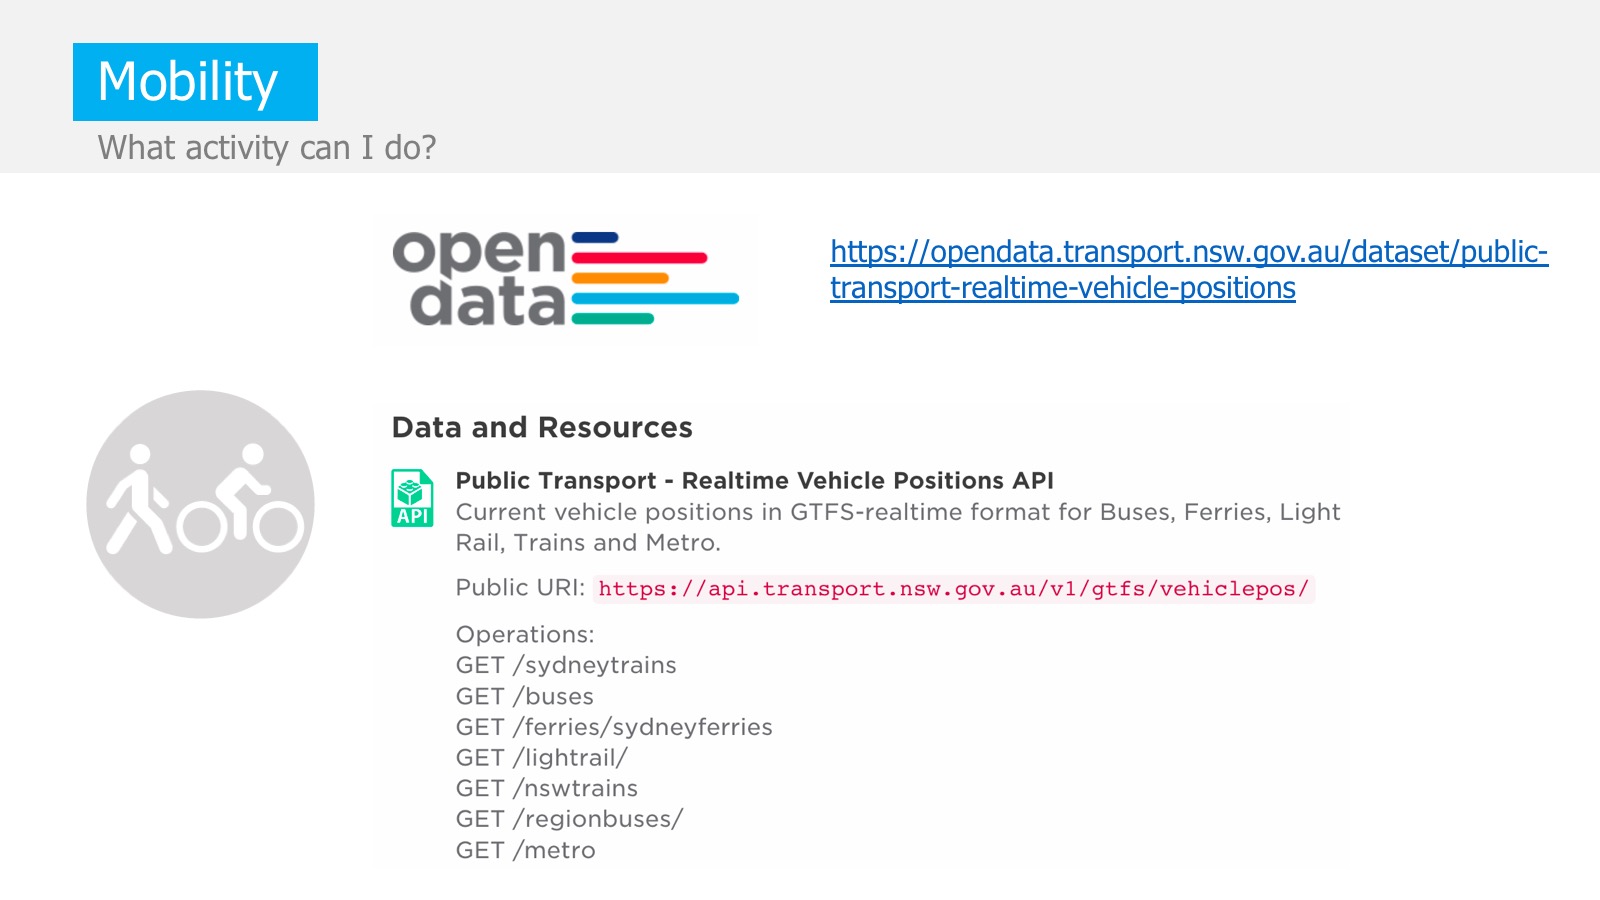 Mobility
What activity can I do?
open
data
https://opendata.transport.nsw.gov.au/dataset/public-
transport-realtime-vehicle-positions
Data and Resources
API
Public Transport - Realtime Vehicle Positions API
Current vehicle positions in GTFS-realtime format for Buses, Ferries, Light
Rail, Trains and Metro.
Public URI: https://api.transport.nsw.gov.au/v1/gtfs/vehiclepos/
Operations:
GET /sydneytrains
GET /buses
GET /ferries/sydneyferries
GET /lightrail/
GET /nswtrains
GET /regionbuses/
GET /metro